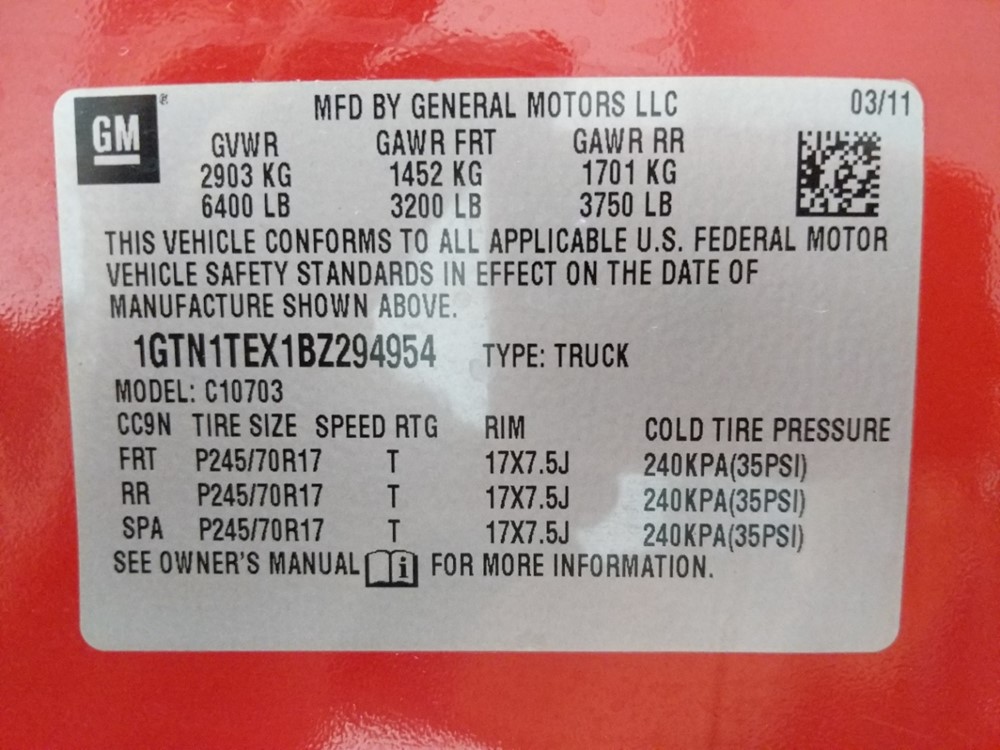 GM ®
MFD BY GENERAL MOTORS LLC 03/11
GVWR GAWR FRT GAWR RR
2903 KG 1452 KG 1701 KG
6400 LB 3200 LB 3750 LB
THIS VEHICLE CONFORMS TO ALL APPLICABLE U.S. FEDERAL MOTOR
VEHICLE SAFETY STANDARDS IN EFFECT ON THE DATE OF
MANUFACTURE SHOWN ABOVE.
1GTN1TEX1BZ294954 TYPE: TRUCK
MODEL: C10703
CC9N TIRE SIZE SPEED RTG RIM COLD TIRE PRESSURE
FRT P245/70R17 T 17X7.5J 240KPA(35PSI)
RR P245/70R17 T 17X7.5J 240KPA(35PSI)
SPA P245/70R17 T 17X7.5J 240KPA(35PSI)
SEE OWNER'S MANUAL i FOR MORE INFORMATION.